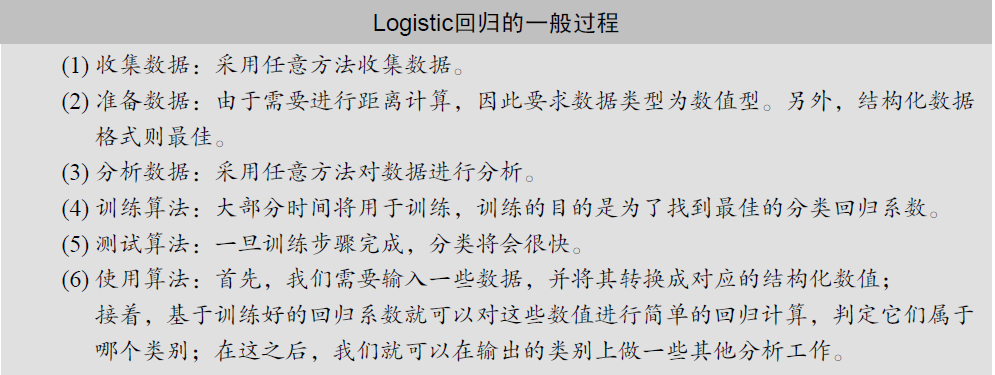 Logistic回归的一般过程
(1) 收集数据：采用任意方法收集数据。
(2) 准备数据：由于需要进行距离计算，因此要求数据类型为数值型。另外，结构化数据
格式则最佳。
(3) 分析数据：采用任意方法对数据进行分析。
(4) 训练算法：大部分时间将用于训练，训练的目的是为了找到最佳的分类回归系数。
(5) 测试算法：一旦训练步骤完成，分类将会很快。
(6) 使用算法：首先，我们需要输入一些数据，并将其转换成对应的结构化数值；
接着，基于训练好的回归系数就可以对这些数值进行简单的回归计算，判定它们属于
哪个类别；在这之后，我们就可以在输出的类别上做一些其他分析工作。